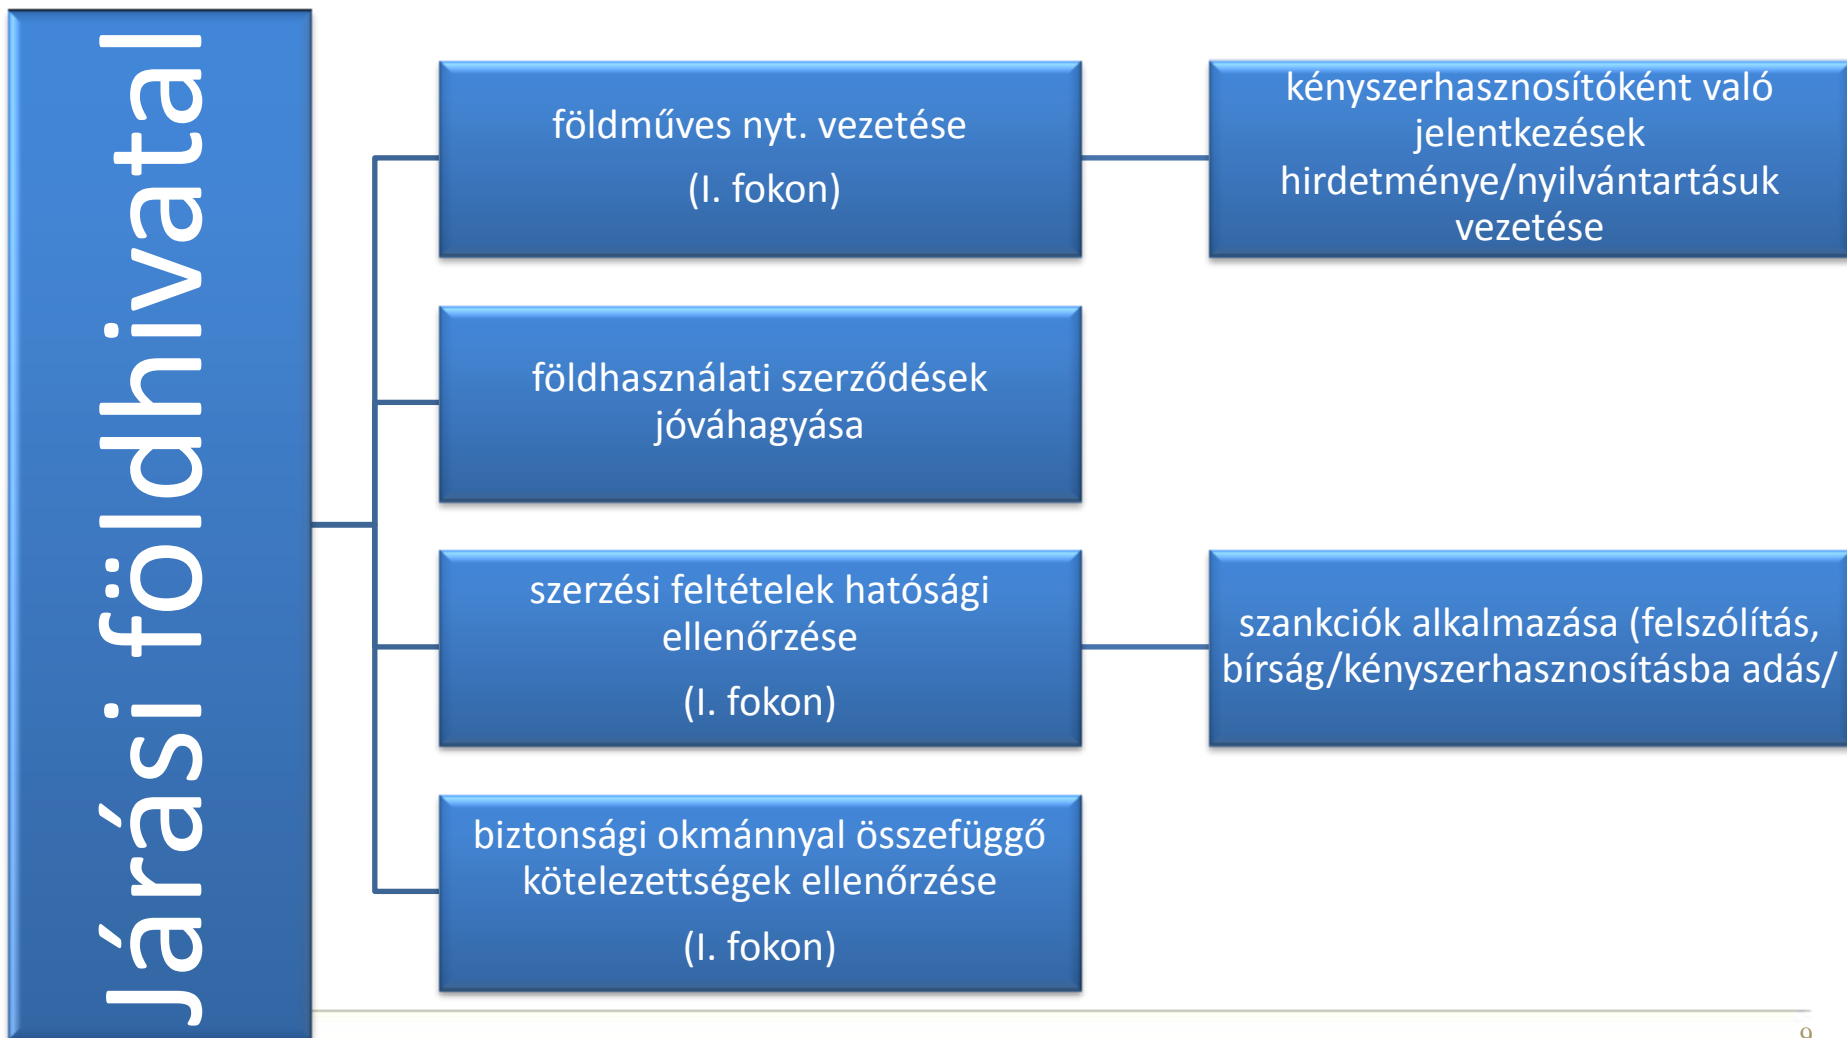 Járási földhivatal
földműves nyt. vezetése
(I. fokon)
kényszerhasznosítóként való
jelentkezések
hirdetménye/nyilvántartásuk
vezetése
földhasználati szerződések
jóváhagyása
szerzési feltételek hatósági
ellenőrzése
(I. fokon)
szankciók alkalmazása (felszólítás,
bírság/kényszerhasznosításba adás/
biztonsági okmánnyal összefüggő
kötelezettségek ellenőrzése
(I. fokon)
9